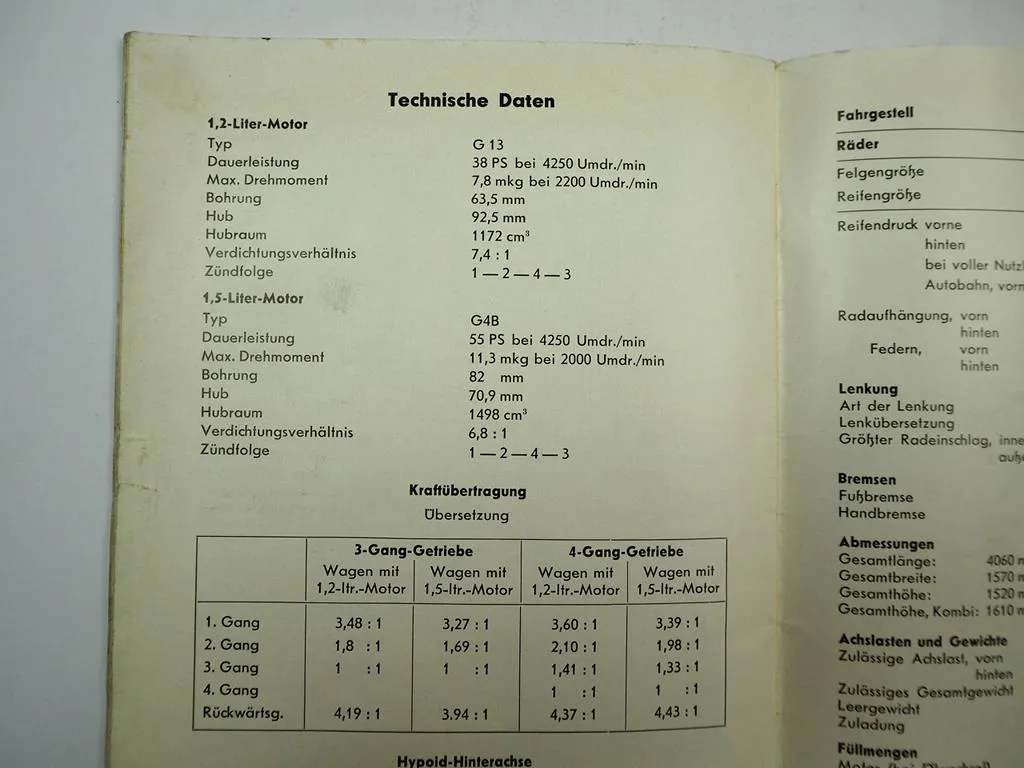 Technische Daten
1,2-Liter-Motor
Typ G 13
Dauerleistung 38 PS bei 4250 Umdr./min
Max. Drehmoment 7,8 mkg bei 2200 Umdr./min
Bohrung 63,5 mm
Hub 92,5 mm
Hubraum 1172 cm³
Verdichtungsverhältnis 7,4 : 1
Zündfolge 1 — 2 — 4 — 3
1,5-Liter-Motor
Typ G4B
Dauerleistung 55 PS bei 4250 Umdr./min
Max. Drehmoment 11,3 mkg bei 2000 Umdr./min
Bohrung 82 mm
Hub 70,9 mm
Hubraum 1498 cm³
Verdichtungsverhältnis 6,8 : 1
Zündfolge 1 — 2 — 4 — 3
Kraftübertragung
Übersetzung
3-Gang-Getriebe 4-Gang-Getriebe
Wagen mit Wagen mit Wagen mit Wagen mit
1,2-ltr.-Motor 1,5-ltr.-Motor 1,2-ltr.-Motor 1,5-ltr.-Motor
1. Gang 3,48 : 1 3,27 : 1 3,60 : 1 3,39 : 1
2. Gang 1,8 : 1 1,69 : 1 2,10 : 1 1,98 : 1
3. Gang 1 : 1 1 : 1 1,41 : 1 1,33 : 1
4. Gang 1 : 1 1 : 1
Rückwärtsg. 4,19 : 1 3.94 : 1 4,37 : 1 4,43 : 1
Hypoid-Hinterachse
Fahrgestell
Räder
Felgengröße
Reifengröße
Reifendruck vorne
hinten
bei voller Nutzl
Autobahn, vorn
Radaufhängung, vorn
hinten
Federn, vorn
hinten
Lenkung
Art der Lenkung
Lenkübersetzung
Größter Radeinschlag, inne
auße
Bremsen
Fußbremse
Handbremse
Abmessungen
Gesamtlänge: 4060 m
Gesamtbreite: 1570 m
Gesamthöhe: 1520 m
Gesamthöhe, Kombi: 1610 m
Achslasten und Gewichte
Zulässige Achslast, vorn
hinten
Zulässiges Gesamtgewicht
Leergewicht
Zuladung
Füllmengen